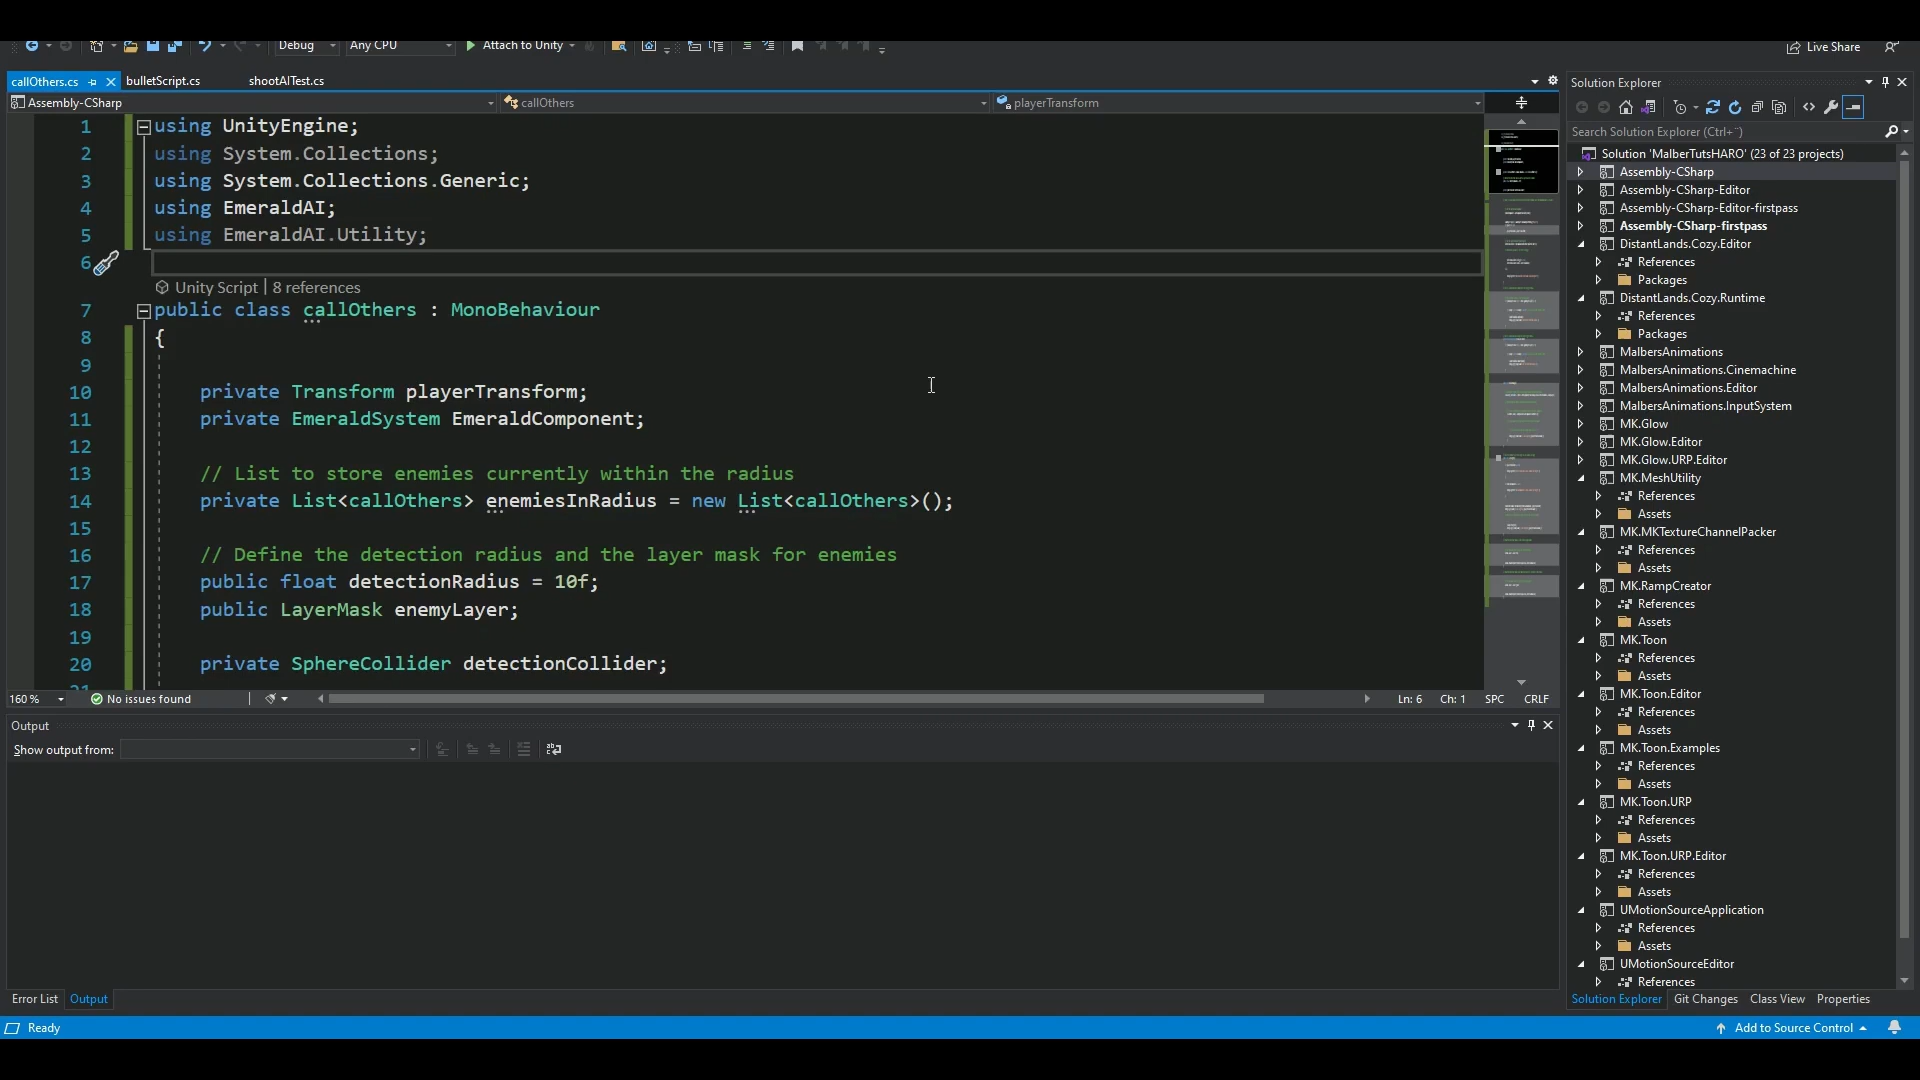 Debug
Any CPU
Attach to Unity
Live Share
callOthers.cs
bulletScript.cs
shootAITest.cs
Assembly-CSharp
callOthers
playerTransform
1 using UnityEngine;
2 using System.Collections;
3 using System.Collections.Generic;
4 using EmeraldAI;
5 using EmeraldAI.Utility;
6
Unity Script | 8 references
7 public class callOthers : MonoBehaviour
8 {
9
10 private Transform playerTransform;
11 private EmeraldSystem EmeraldComponent;
12
13 // List to store enemies currently within the radius
14 private List<callOthers> enemiesInRadius = new List<callOthers>();
15
16 // Define the detection radius and the layer mask for enemies
17 public float detectionRadius = 10f;
18 public LayerMask enemyLayer;
19
20 private SphereCollider detectionCollider;
21
160 %
No issues found
Ln: 6
Ch: 1
SPC
CRLF
Output
Show output from:
Error List
Output
Ready
Solution Explorer
Search Solution Explorer (Ctrl+¨)
Solution 'MalberTutsHARO' (23 of 23 projects)
Assembly-CSharp
Assembly-CSharp-Editor
Assembly-CSharp-Editor-firstpass
Assembly-CSharp-firstpass
DistantLands.Cozy.Editor
References
Packages
DistantLands.Cozy.Runtime
References
Packages
MalbersAnimations
MalbersAnimations.Cinemachine
MalbersAnimations.Editor
MalbersAnimations.InputSystem
MK.Glow
MK.Glow.Editor
MK.Glow.URP.Editor
MK.MeshUtility
References
Assets
MK.MKTextureChannelPacker
References
Assets
MK.RampCreator
References
Assets
MK.Toon
References
Assets
MK.Toon.Editor
References
Assets
MK.Toon.Examples
References
Assets
MK.Toon.URP
References
Assets
MK.Toon.URP.Editor
References
Assets
UMotionSourceApplication
References
Assets
UMotionSourceEditor
References
Solution Explorer
Git Changes
Class View
Properties
Add to Source Control